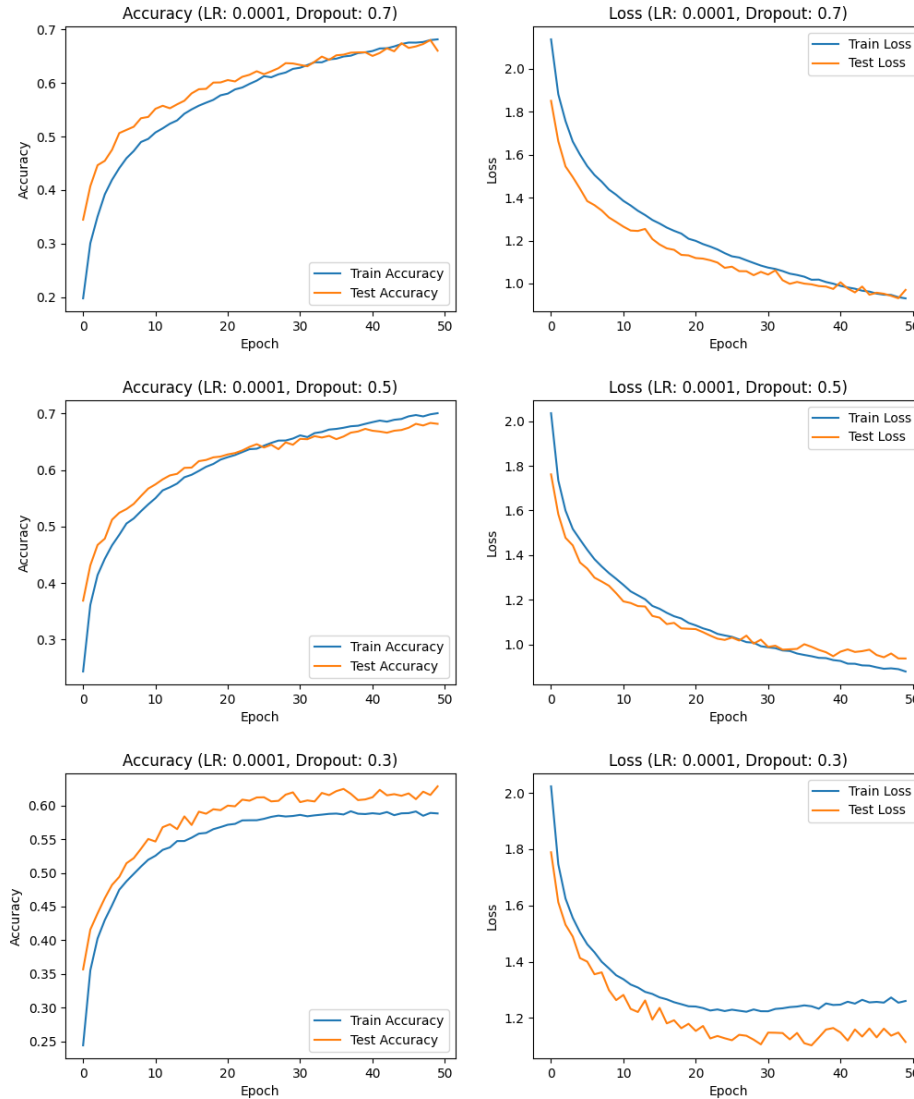 Accuracy (LR: 0.0001, Dropout: 0.7)
0.7
0.6
0.5
0.4
0.3
0.2
Accuracy
Train Accuracy
Test Accuracy
0 10 20 30 40 50
Epoch
Loss (LR: 0.0001, Dropout: 0.7)
2.0
1.8
1.6
1.4
1.2
1.0
Loss
Train Loss
Test Loss
0 10 20 30 40 50
Epoch
Accuracy (LR: 0.0001, Dropout: 0.5)
0.7
0.6
0.5
0.4
0.3
Accuracy
Train Accuracy
Test Accuracy
0 10 20 30 40 50
Epoch
Loss (LR: 0.0001, Dropout: 0.5)
2.0
1.8
1.6
1.4
1.2
1.0
Loss
Train Loss
Test Loss
0 10 20 30 40 50
Epoch
Accuracy (LR: 0.0001, Dropout: 0.3)
0.60
0.55
0.50
0.45
0.40
0.35
0.30
0.25
Accuracy
Train Accuracy
Test Accuracy
0 10 20 30 40 50
Epoch
Loss (LR: 0.0001, Dropout: 0.3)
2.0
1.8
1.6
1.4
1.2
Loss
Train Loss
Test Loss
0 10 20 30 40 50
Epoch